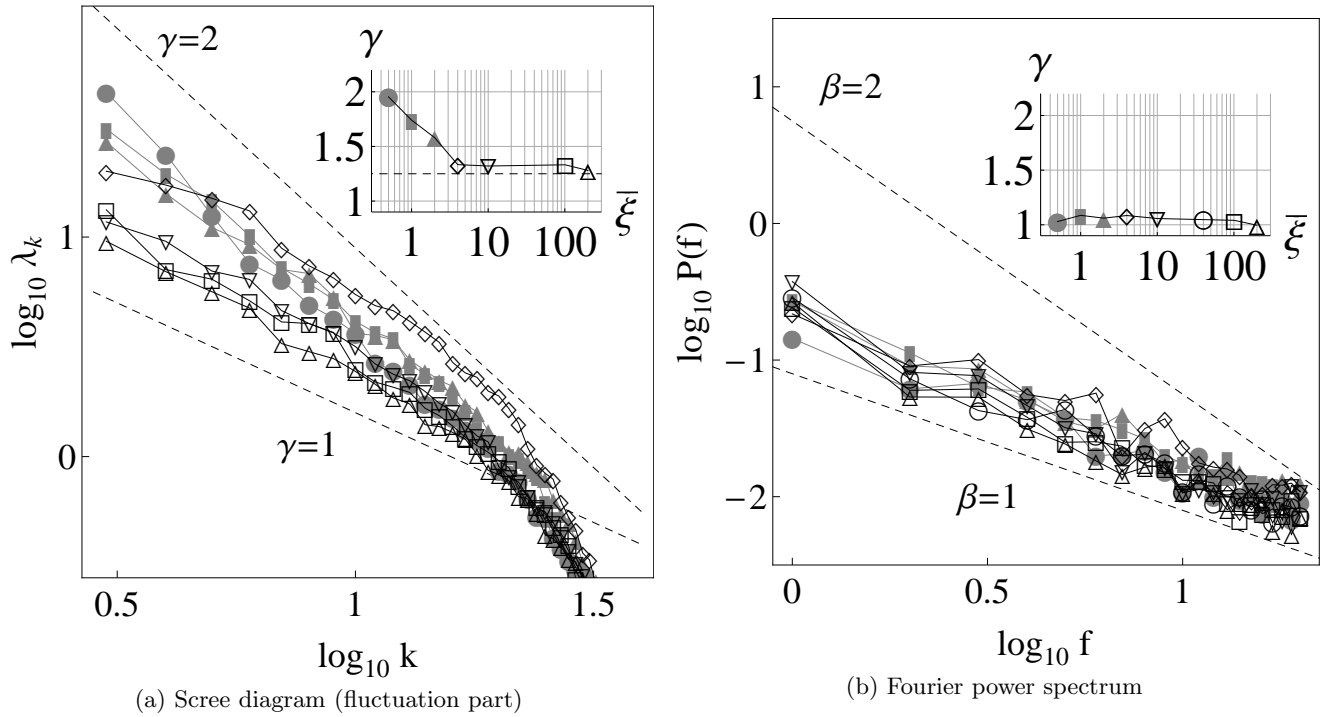 γ=2
γ
2
1.5
1
1
10
100
ξ̄
1
0
log₁₀ λₖ
γ=1
0.5
1
1.5
log₁₀ k
(a) Scree diagram (fluctuation part)
β=2
γ
2
1.5
1
1
10
100
ξ̄
1
0
−1
−2
log₁₀ P(f)
β=1
0
0.5
1
log₁₀ f
(b) Fourier power spectrum